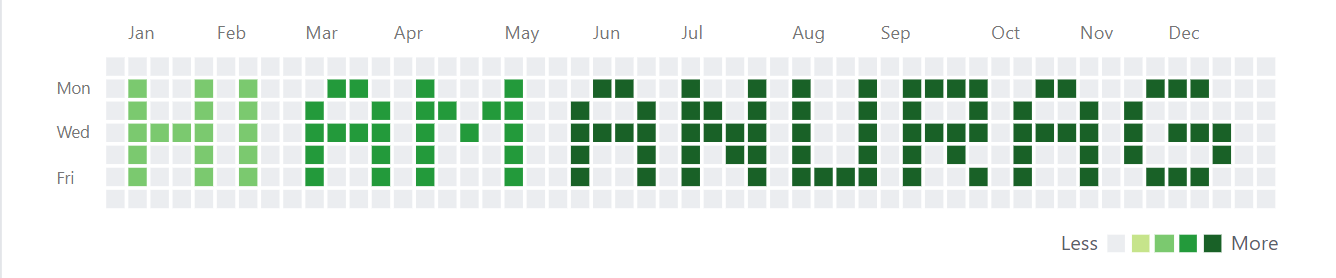 Jan Feb Mar Apr May Jun Jul Aug Sep Oct Nov Dec
Mon
Wed
Fri
HI AM ANURAG
Less More